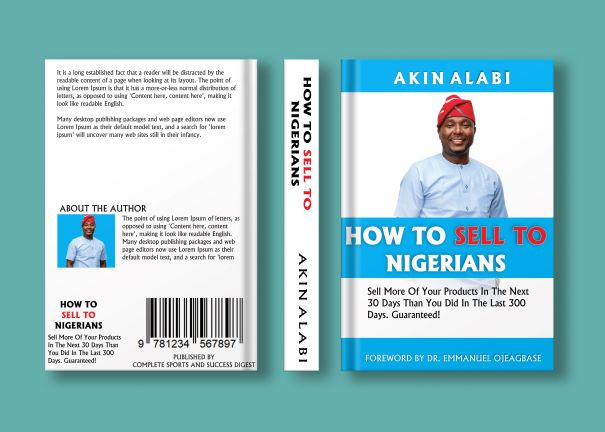 It is a long established fact that a reader will be distracted by the
readable content of a page when looking at its layout. The point of
using Lorem Ipsum is that it has a more-or-less normal distribution of
letters, as opposed to using 'Content here, content here', making it
look like readable English.
Many desktop publishing packages and web page editors now use
Lorem Ipsum as their default model text, and a search for 'lorem
ipsum' will uncover many web sites still in their infancy.
ABOUT THE AUTHOR
The point of using Lorem Ipsum of letters, as
opposed to using 'Content here, content
here', making it look like readable English.
Many desktop publishing packages and web
page editors now use Lorem Ipsum as their
default model text, and a search for 'lorem
HOW TO
SELL TO
NIGERIANS
Sell More Of Your Products
In The Next 30 Days Than
You Did In The Last 300
Days. Guaranteed!
9 781234 567897
PUBLISHED BY
COMPLETE SPORTS AND SUCCESS DIGEST
HOW TO SELL TO
NIGERIANS
AKIN ALABI
AKIN ALABI
HOW TO SELL TO
NIGERIANS
Sell More Of Your Products In The Next
30 Days Than You Did In The Last 300
Days. Guaranteed!
FOREWORD BY DR. EMMANUEL OJEAGBASE